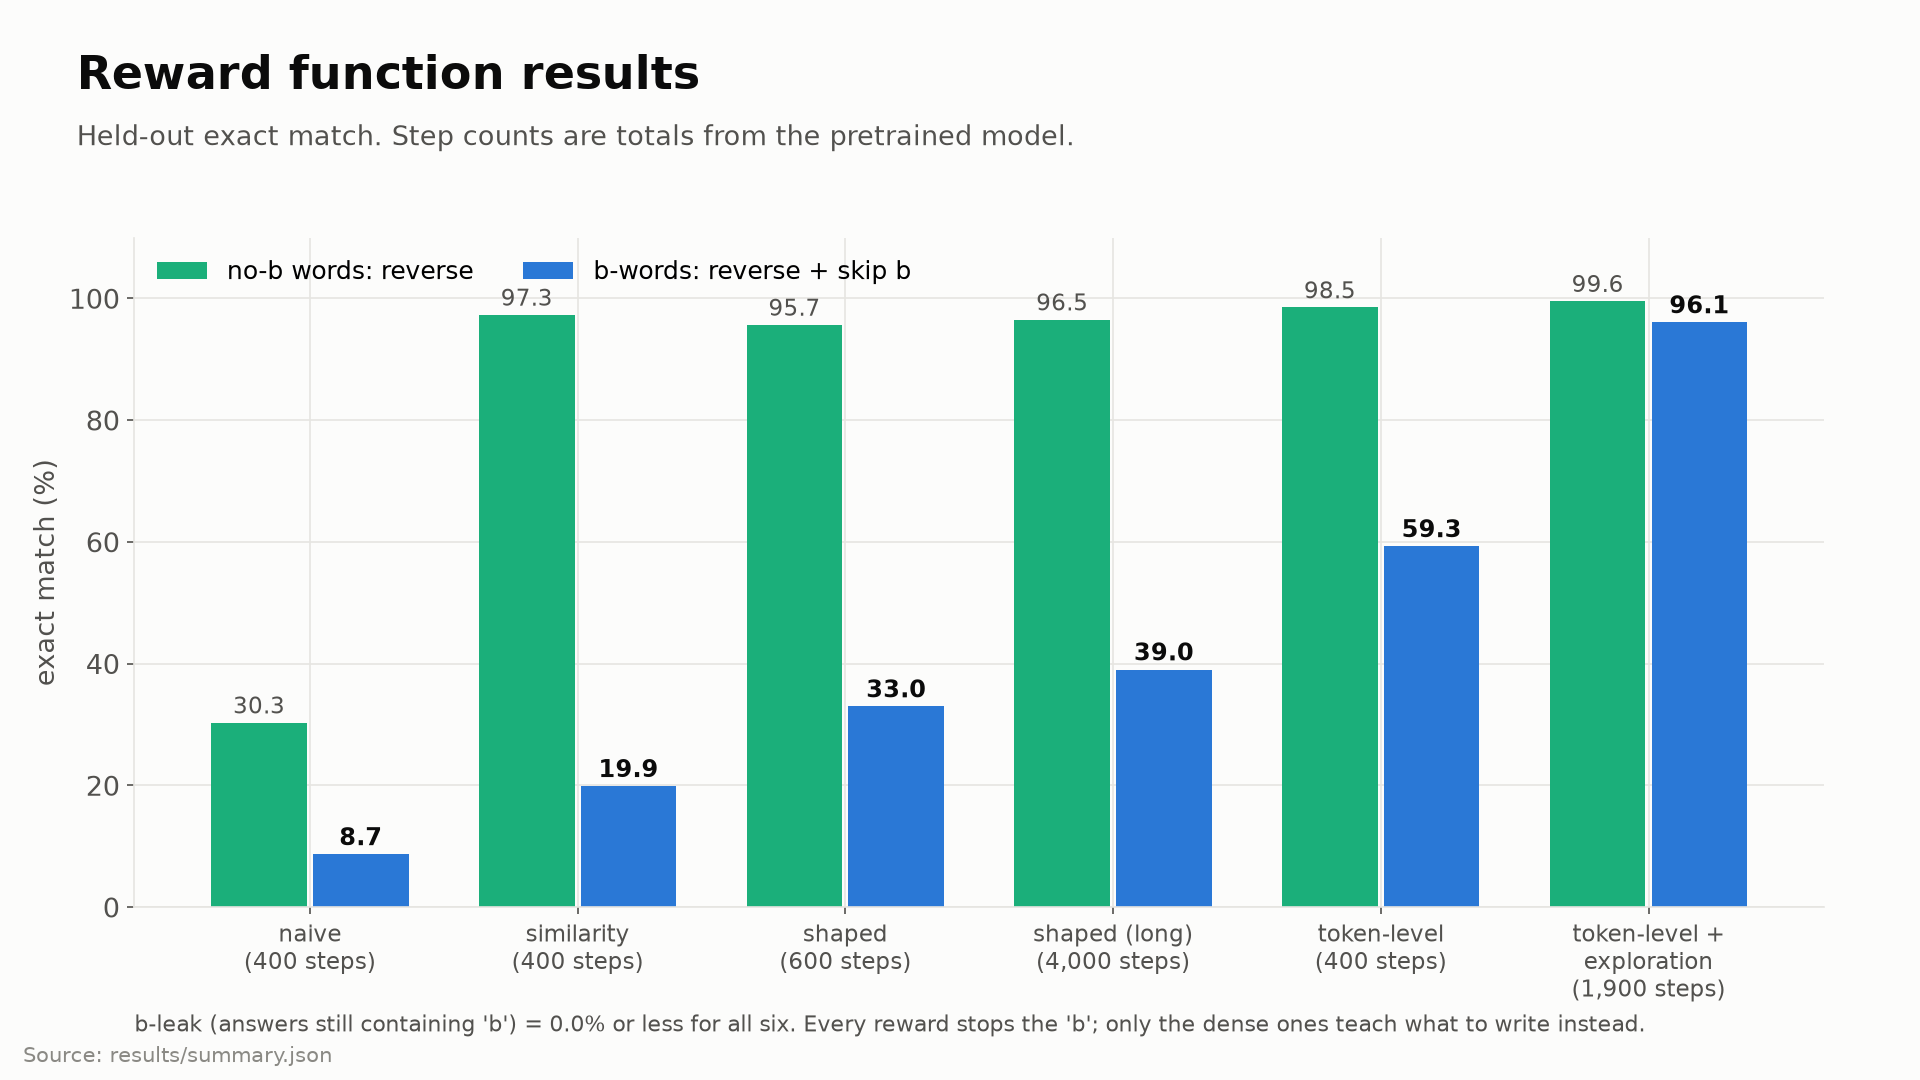 Reward function results
Held-out exact match. Step counts are totals from the pretrained model.
no-b words: reverse
b-words: reverse + skip b
exact match (%)
100
80
60
40
20
0
30.3
8.7
97.3
19.9
95.7
33.0
96.5
39.0
98.5
59.3
99.6
96.1
naive
(400 steps)
similarity
(400 steps)
shaped
(600 steps)
shaped (long)
(4,000 steps)
token-level
(400 steps)
token-level +
exploration
(1,900 steps)
b-leak (answers still containing 'b') = 0.0% or less for all six. Every reward stops the 'b'; only the dense ones teach what to write instead.
Source: results/summary.json